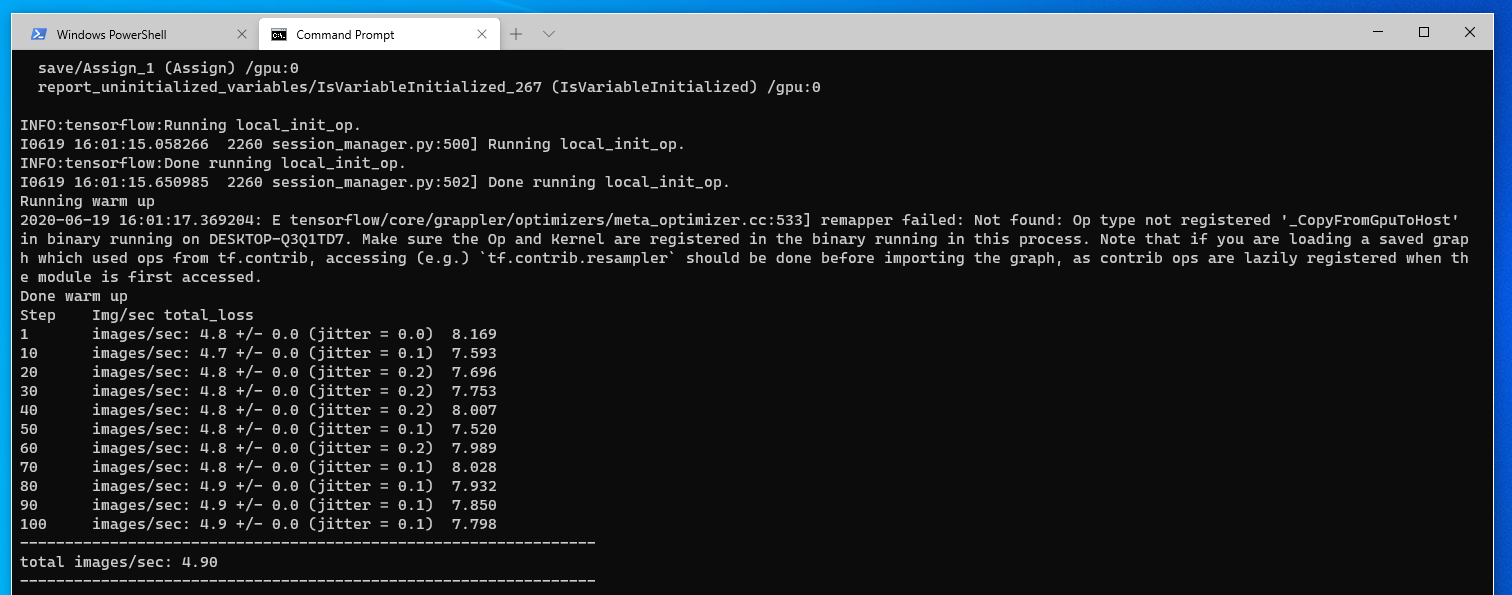 Windows PowerShell
Command Prompt
save/Assign_1 (Assign) /gpu:0
report_uninitialized_variables/IsVariableInitialized_267 (IsVariableInitialized) /gpu:0
INFO:tensorflow:Running local_init_op.
I0619 16:01:15.058266  2260 session_manager.py:500] Running local_init_op.
INFO:tensorflow:Done running local_init_op.
I0619 16:01:15.650985  2260 session_manager.py:502] Done running local_init_op.
Running warm up
2020-06-19 16:01:17.369204: E tensorflow/core/grappler/optimizers/meta_optimizer.cc:533] remapper failed: Not found: Op type not registered '_CopyFromGpuToHost'
in binary running on DESKTOP-Q3Q1TD7. Make sure the Op and Kernel are registered in the binary running in this process. Note that if you are loading a saved grap
h which used ops from tf.contrib, accessing (e.g.) `tf.contrib.resampler` should be done before importing the graph, as contrib ops are lazily registered when th
e module is first accessed.
Done warm up
Step    Img/sec total_loss
1       images/sec: 4.8 +/- 0.0 (jitter = 0.0)  8.169
10      images/sec: 4.7 +/- 0.0 (jitter = 0.1)  7.593
20      images/sec: 4.8 +/- 0.0 (jitter = 0.2)  7.696
30      images/sec: 4.8 +/- 0.0 (jitter = 0.2)  7.753
40      images/sec: 4.8 +/- 0.0 (jitter = 0.2)  8.007
50      images/sec: 4.8 +/- 0.0 (jitter = 0.1)  7.520
60      images/sec: 4.8 +/- 0.0 (jitter = 0.2)  7.989
70      images/sec: 4.8 +/- 0.0 (jitter = 0.1)  8.028
80      images/sec: 4.9 +/- 0.0 (jitter = 0.1)  7.932
90      images/sec: 4.9 +/- 0.0 (jitter = 0.1)  7.850
100     images/sec: 4.9 +/- 0.0 (jitter = 0.1)  7.798
----------------------------------------------------------------
total images/sec: 4.90
----------------------------------------------------------------